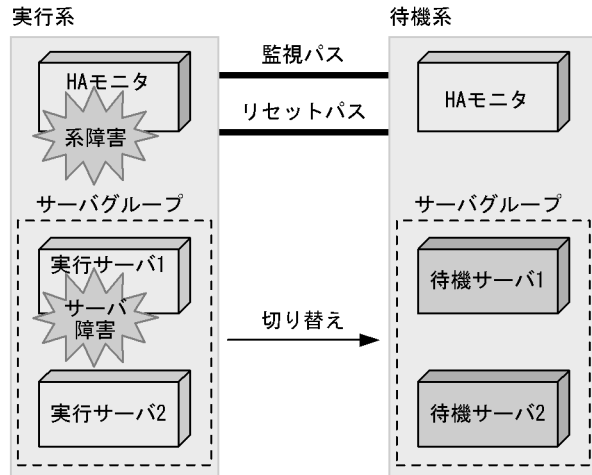 実行系
待機系
HAモニタ
系障害
監視パス
リセットパス
HAモニタ
サーバグループ
サーバグループ
実行サーバ1
サーバ
障害
切り替え
待機サーバ1
実行サーバ2
待機サーバ2